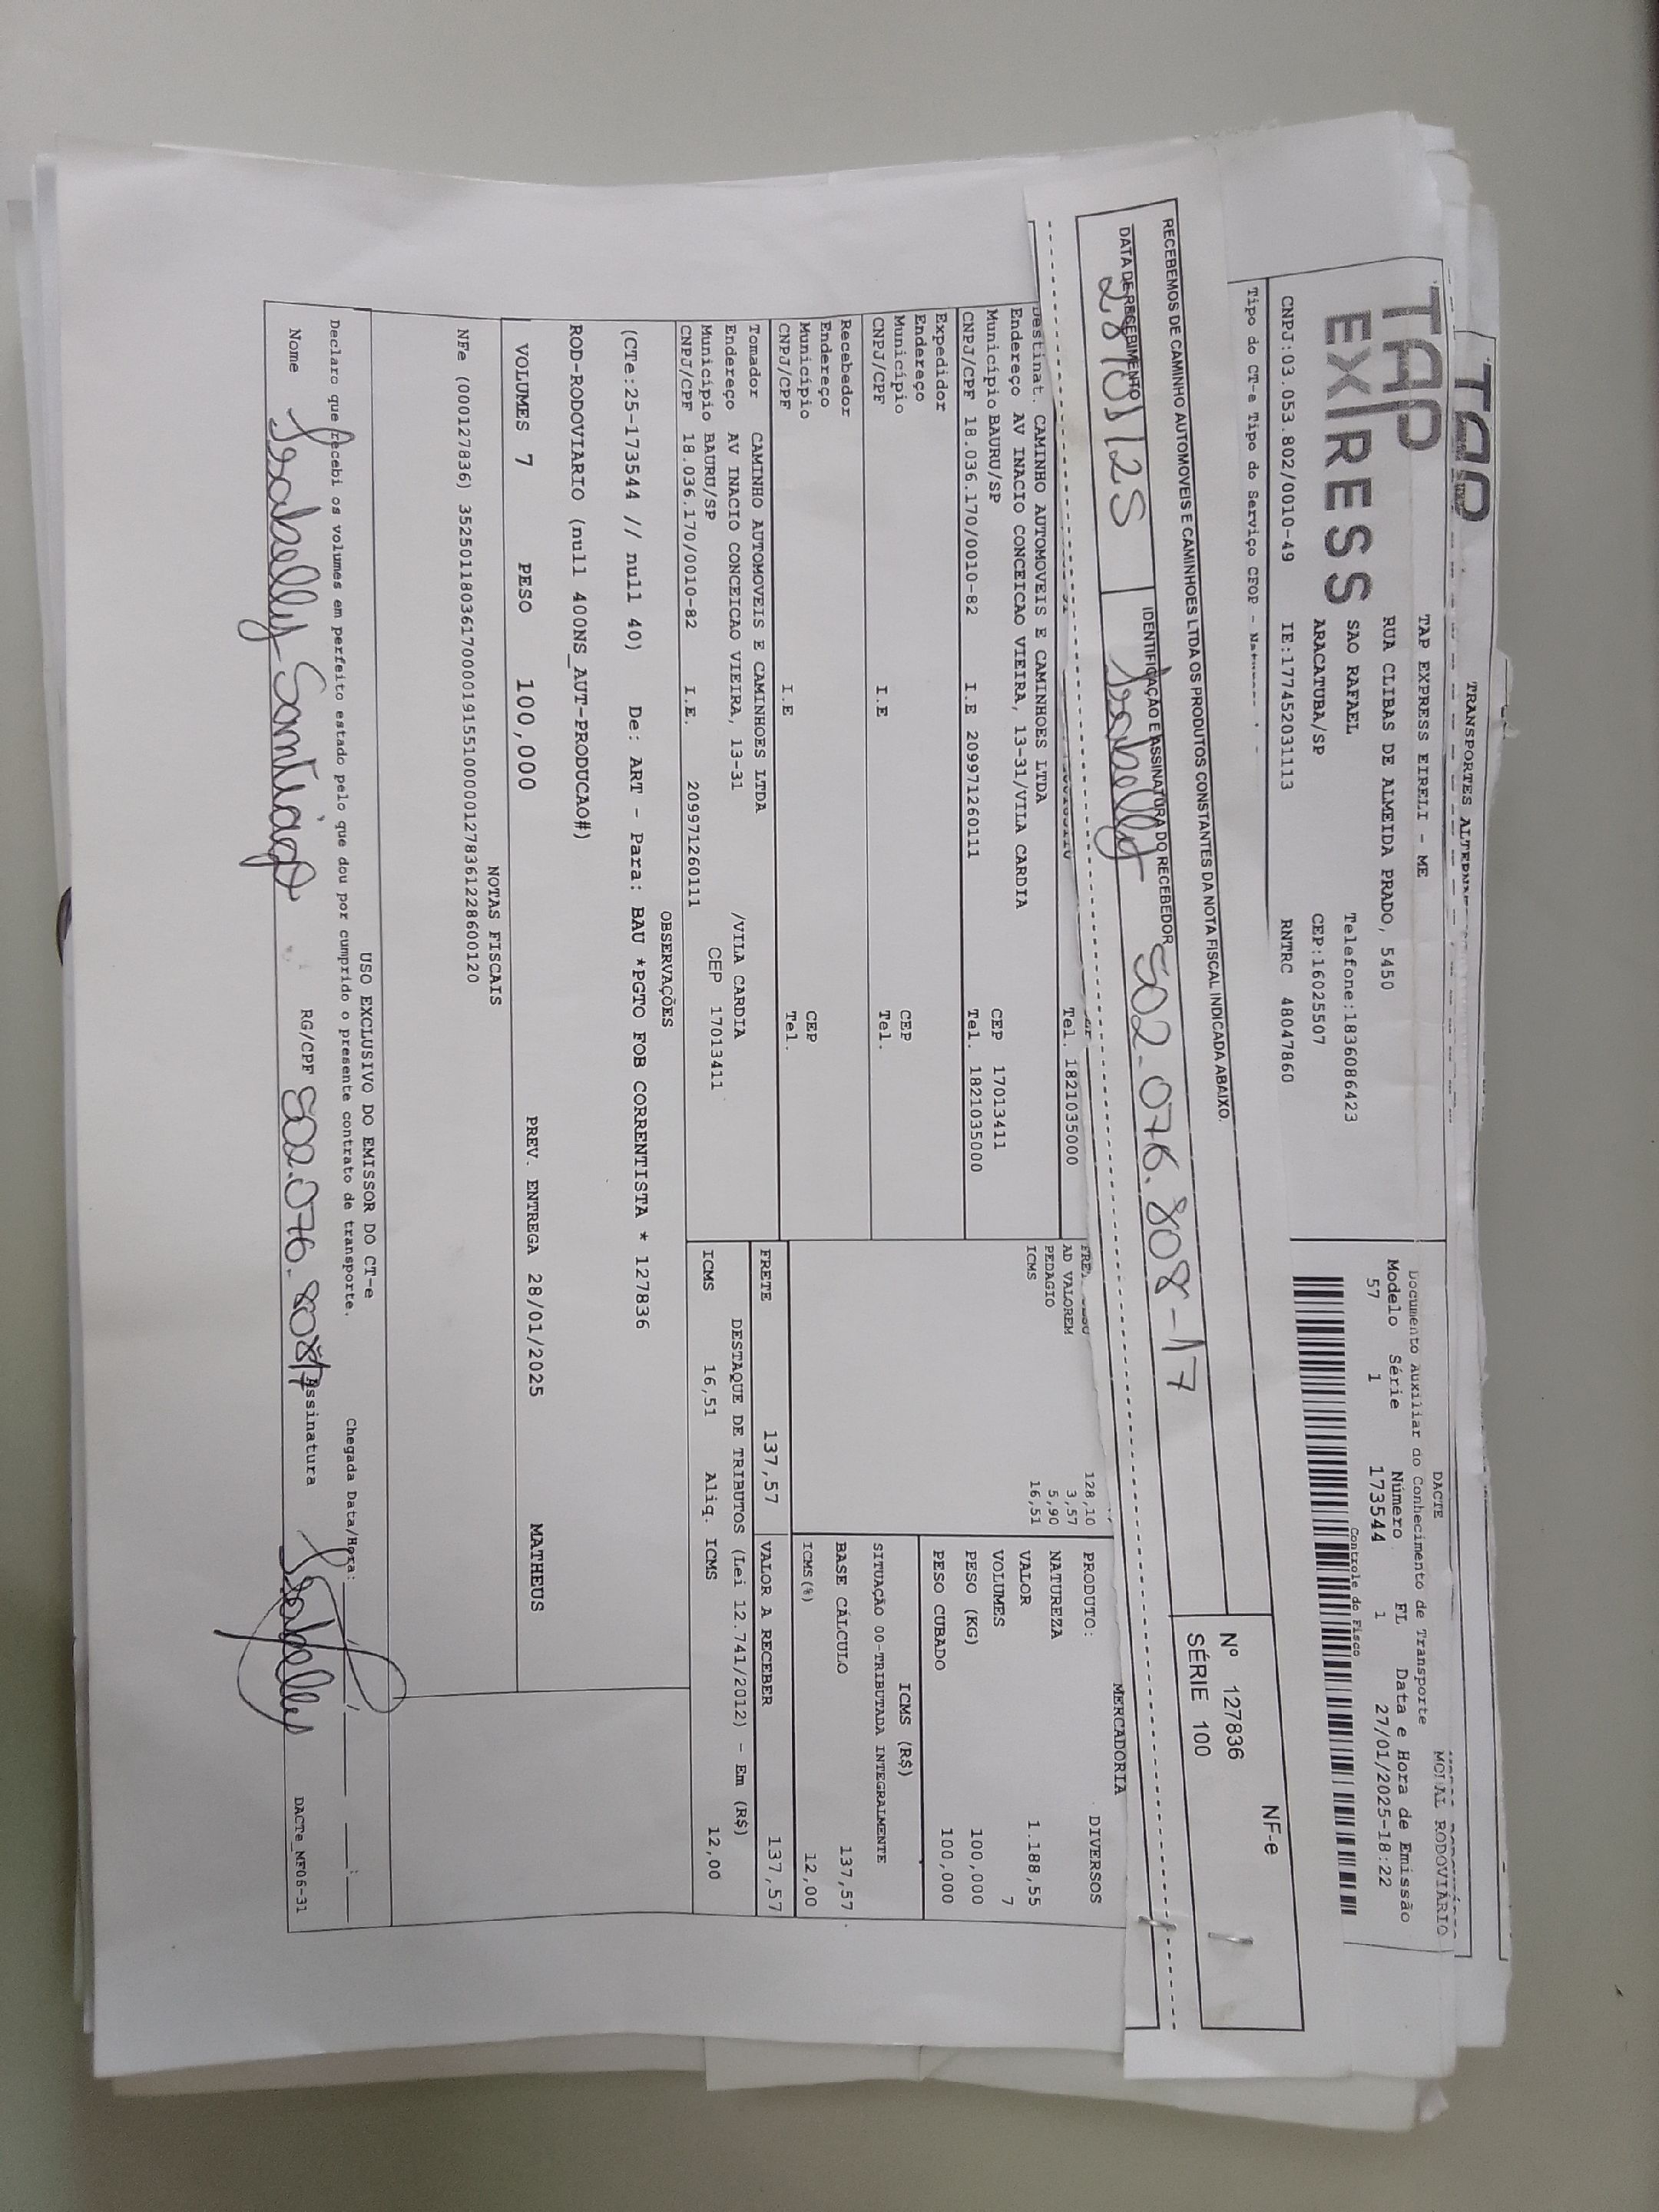 TRANSPORTES
TAP EXPRESS
TAP EXPRESS EIRELI - ME
RUA CLIBAS DE ALMEIDA PRADO, 5450
SAO RAFAEL Telefone:1836086423
ARACATUBA/SP CEP:16025507
CNPJ:03.053.802/0010-49 IE:177452031113 RNTRC 48047860
Tipo do CT-e Tipo do Serviço CFOP -
DACTE
MODAL RODOVIÁRIO
Documento Auxiliar do Conhecimento de Transporte
Modelo Série Número FL Data e Hora de Emissão
57 1 173544 1 27/01/2025-18:22
Controle do Fisco
RECEBEMOS DE CAMINHO AUTOMOVEIS E CAMINHOES LTDA OS PRODUTOS CONSTANTES DA NOTA FISCAL INDICADA ABAIXO.
DATA DE RECEBIMENTO
28/01/25
IDENTIFICAÇÃO E ASSINATURA DO RECEBEDOR
Isabelly 502.076.808-17
NF-e
Nº 127836
SÉRIE 100
Tel. 1821035000
Destinat. CAMINHO AUTOMOVEIS E CAMINHOES LTDA
Endereço AV INACIO CONCEICAO VIEIRA, 13-31/VILA CARDIA
Município BAURU/SP CEP 17013411
CNPJ/CPF 18.036.170/0010-82 I.E 209971260111 Tel. 1821035000
Expedidor
Endereço
Município CEP
CNPJ/CPF I.E Tel.
Recebedor
Endereço
Município CEP
CNPJ/CPF I.E Tel.
Tomador CAMINHO AUTOMOVEIS E CAMINHOES LTDA
Endereço AV INACIO CONCEICAO VIEIRA, 13-31 /VILA CARDIA
Município BAURU/SP CEP 17013411
CNPJ/CPF 18.036.170/0010-82 I.E. 209971260111
128,10
AD VALOREM 3,57
PEDAGIO 5,90
ICMS 16,51
MERCADORIA
PRODUTO: DIVERSOS
NATUREZA
VALOR 1.188,55
VOLUMES 7
PESO (KG) 100,000
PESO CUBADO 100,000
ICMS (R$)
SITUAÇÃO 00-TRIBUTADA INTEGRALMENTE
BASE CÁLCULO 137,57
ICMS(%) 12,00
FRETE 137,57 VALOR A RECEBER 137,57
DESTAQUE DE TRIBUTOS (Lei 12.741/2012) - Em (R$)
ICMS 16,51 Aliq. ICMS 12,00
OBSERVAÇÕES
(CTe:25-173544 // null 40) De: ART - Para: BAU *PGTO FOB CORRENTISTA * 127836
ROD-RODOVIARIO (null 400NS_AUT-PRODUCAO#)
VOLUMES 7 PESO 100,000 PREV. ENTREGA 28/01/2025 MATHEUS
NOTAS FISCAIS
NFe (000127836) 35250118036170000191551000001278361228600120
USO EXCLUSIVO DO EMISSOR DO CT-e
Declaro que recebi os volumes em perfeito estado pelo que dou por cumprido o presente contrato de transporte. Chegada Data/Hora:
Nome Isabelly Santiago RG/CPF 502.076.80817 Assinatura Isabelly
DACTe_MF06-31